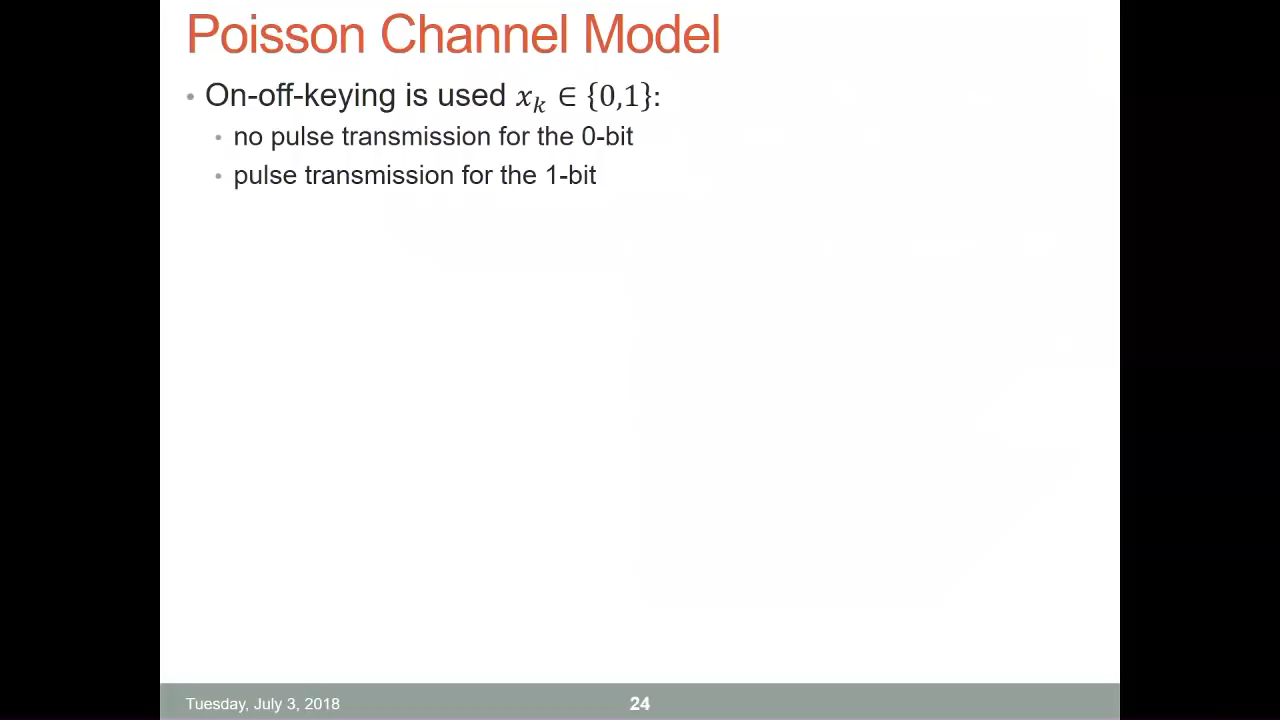 Poisson Channel Model
• On-off-keying is used 𝑥ₖ ∈ {0,1}:
• no pulse transmission for the 0-bit
• pulse transmission for the 1-bit
Tuesday, July 3, 2018
24